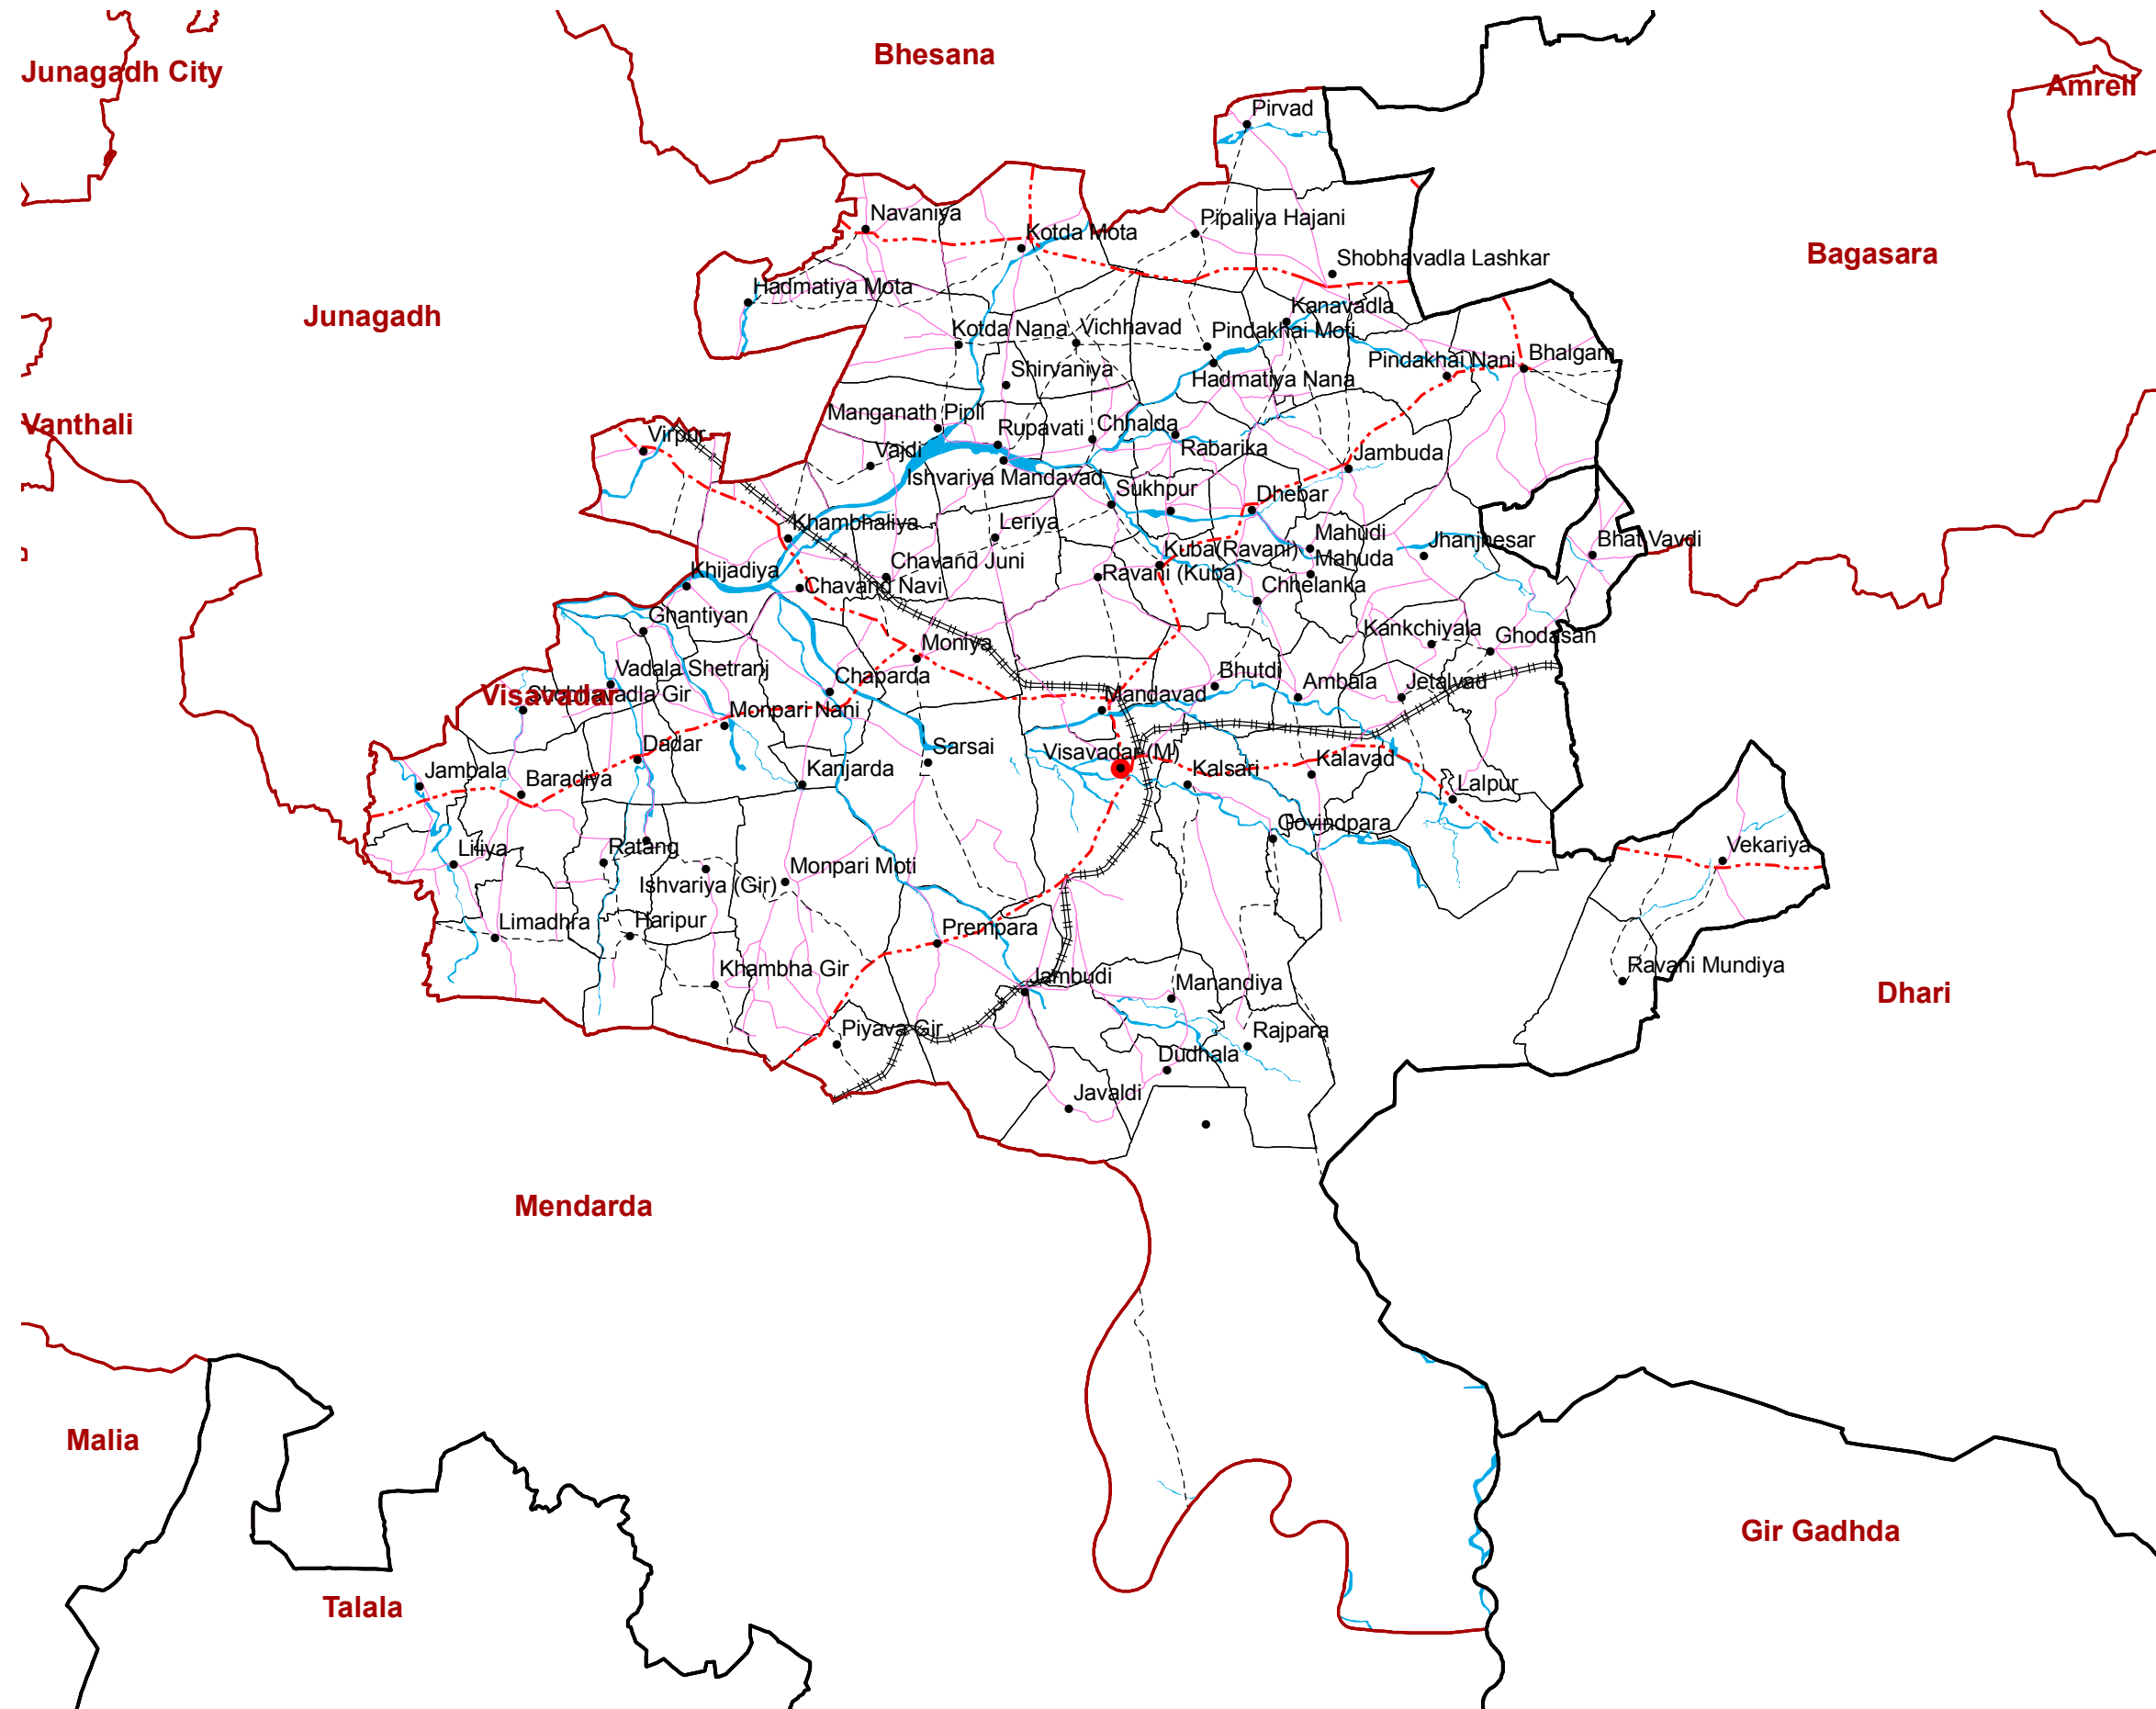 Bhesana
Junagadh City
Amreli
Pirvad
Navaniya
Pipaliya Hajani
Kotda Mota
Bagasara
Shobhavadla Lashkar
Hadmatiya Mota
Kanavadla
Junagadh
Kotda Nana
Vichhavad
Pindakhai Moti
Pindakhai Nani
Bhalgam
Shirvaniya
Hadmatiya Nana
Manganath Pipli
Vanthali
Virpur
Rupavati
Chhalda
Vajdi
Rabarika
Jambuda
Ishvariya Mandavad
Sukhpur
Dhebar
Khambhaliya
Leriya
Mahudi
Jhanjhesar
Bhat Vavdi
Kuba(Ravani)
Mahuda
Chavand Juni
Khijadiya
Ravani (Kuba)
Chavand Navi
Chhelanka
Ghantiyan
Kankchiyala
Ghodasan
Moniya
Vadala Shetranj
Chaparda
Bhutdi
Ambala
Jetalvad
Visavadar
Shobhavadla Gir
Mandavad
Monpari Nani
Dadar
Sarsai
Visavadar (M)
Kalavad
Jambala
Baradiya
Kanjarda
Kalsari
Lalpur
Govindpara
Liliya
Ratang
Vekariya
Monpari Moti
Ishvariya (Gir)
Limadhra
Haripur
Prempara
Khambha Gir
Jambudi
Manandiya
Ravani Mundiya
Dhari
Piyava Gir
Rajpara
Dudhala
Javaldi
Mendarda
Malia
Gir Gadhda
Talala